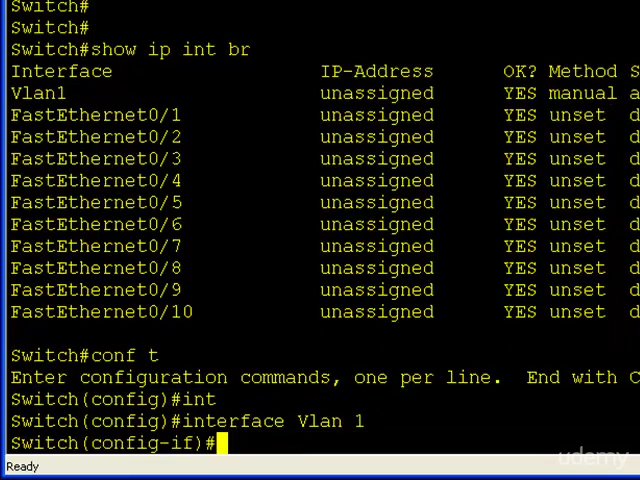 Switch#
Switch#
Switch#show ip int br
Interface IP-Address OK? Method S
Vlan1 unassigned YES manual a
FastEthernet0/1 unassigned YES unset d
FastEthernet0/2 unassigned YES unset d
FastEthernet0/3 unassigned YES unset d
FastEthernet0/4 unassigned YES unset d
FastEthernet0/5 unassigned YES unset d
FastEthernet0/6 unassigned YES unset d
FastEthernet0/7 unassigned YES unset d
FastEthernet0/8 unassigned YES unset d
FastEthernet0/9 unassigned YES unset d
FastEthernet0/10 unassigned YES unset d
Switch#conf t
Enter configuration commands, one per line. End with C
Switch(config)#int
Switch(config)#interface Vlan 1
Switch(config-if)#
Ready
udemy